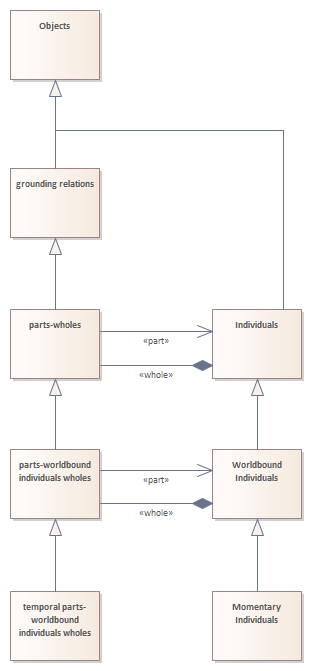 Objects
grounding relations
parts-wholes
Individuals
«part»
«whole»
parts-worldbound
individuals wholes
Worldbound
Individuals
«part»
«whole»
temporal parts-
worldbound
individuals wholes
Momentary
Individuals